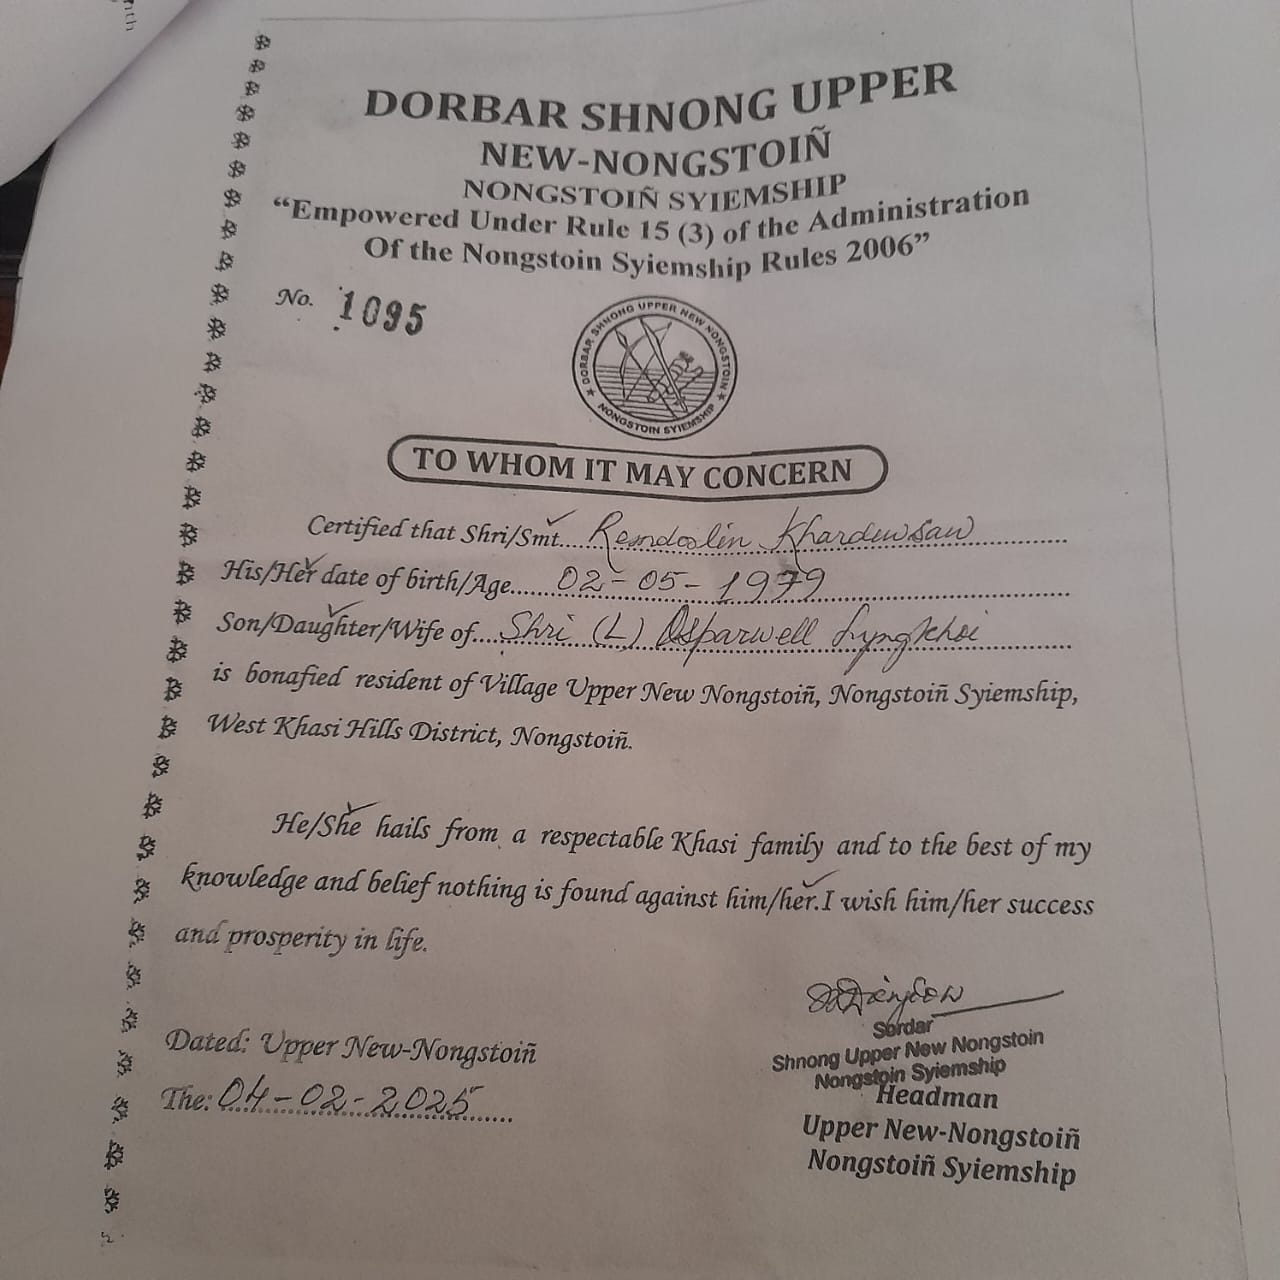 DORBAR SHNONG UPPER
NEW-NONGSTOIÑ
NONGSTOIÑ SYIEMSHIP
“Empowered Under Rule 15 (3) of the Administration
Of the Nongstoin Syiemship Rules 2006”
No. 1095
DORBAR SHNONG UPPER NEW NONGSTOIN
NONGSTOIN SYIEMSHIP
TO WHOM IT MAY CONCERN
Certified that Shri/Smt... Remdoslin Kharduwsaw
His/Her date of birth/Age..... 02-05-1979
Son/Daughter/Wife of.... Shri (L) Osparwell Lyngkhoi
is bonafied resident of Village Upper New Nongstoiñ, Nongstoiñ Syiemship,
West Khasi Hills District, Nongstoiñ.
He/She hails from a respectable Khasi family and to the best of my
knowledge and belief nothing is found against him/her.I wish him/her success
and prosperity in life.
Sordar
Shnong Upper New Nongstoin
Nongstoin Syiemship
Headman
Upper New-Nongstoiñ
Nongstoiñ Syiemship
Dated: Upper New-Nongstoiñ
The: 04-02-2025